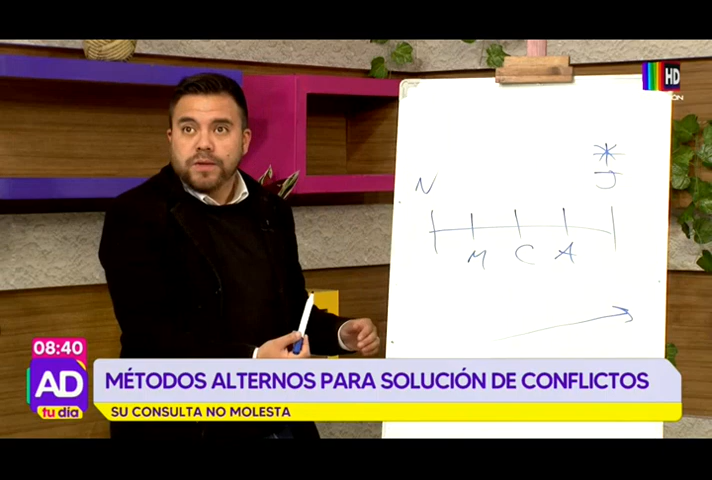 HD
N
J
M C A
08:40
AD
tu día
MÉTODOS ALTERNOS PARA SOLUCIÓN DE CONFLICTOS
SU CONSULTA NO MOLESTA